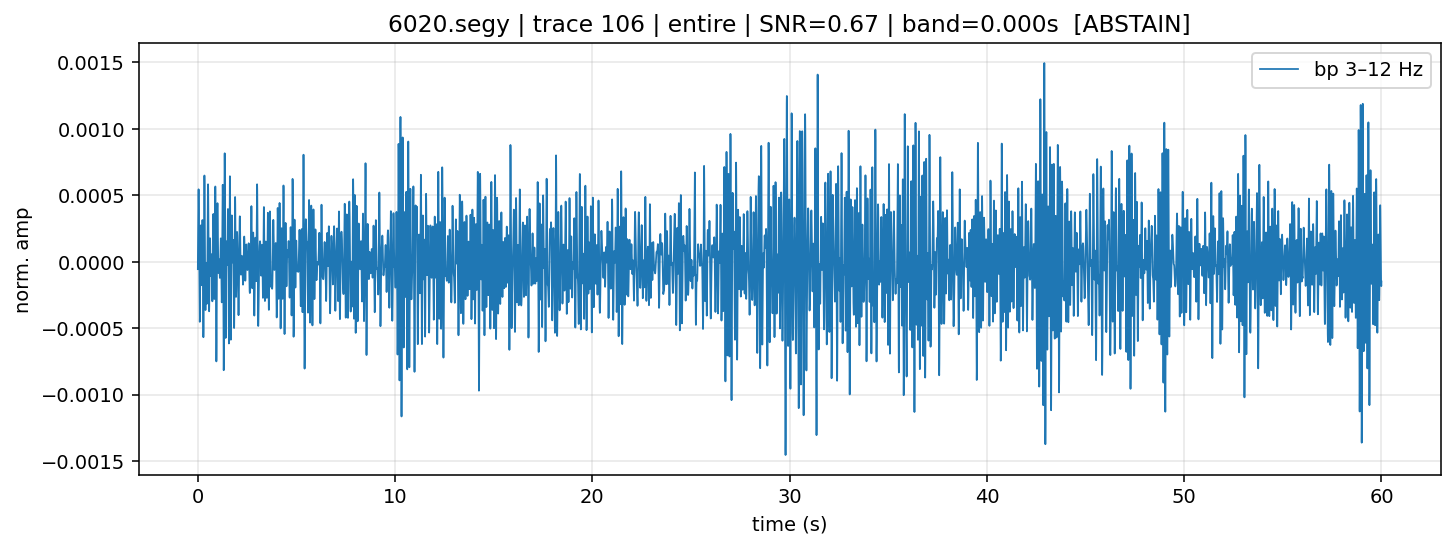 6020.segy | trace 106 | entire | SNR=0.67 | band=0.000s  [ABSTAIN]
bp 3–12 Hz
norm. amp
0.0015
0.0010
0.0005
0.0000
−0.0005
−0.0010
−0.0015
0 10 20 30 40 50 60
time (s)